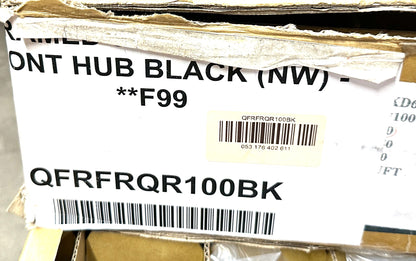 ONT HUB BLACK (NW) -
**F99
QFRFRQR100BK
053 176 402 011
QFRFRQR100BK